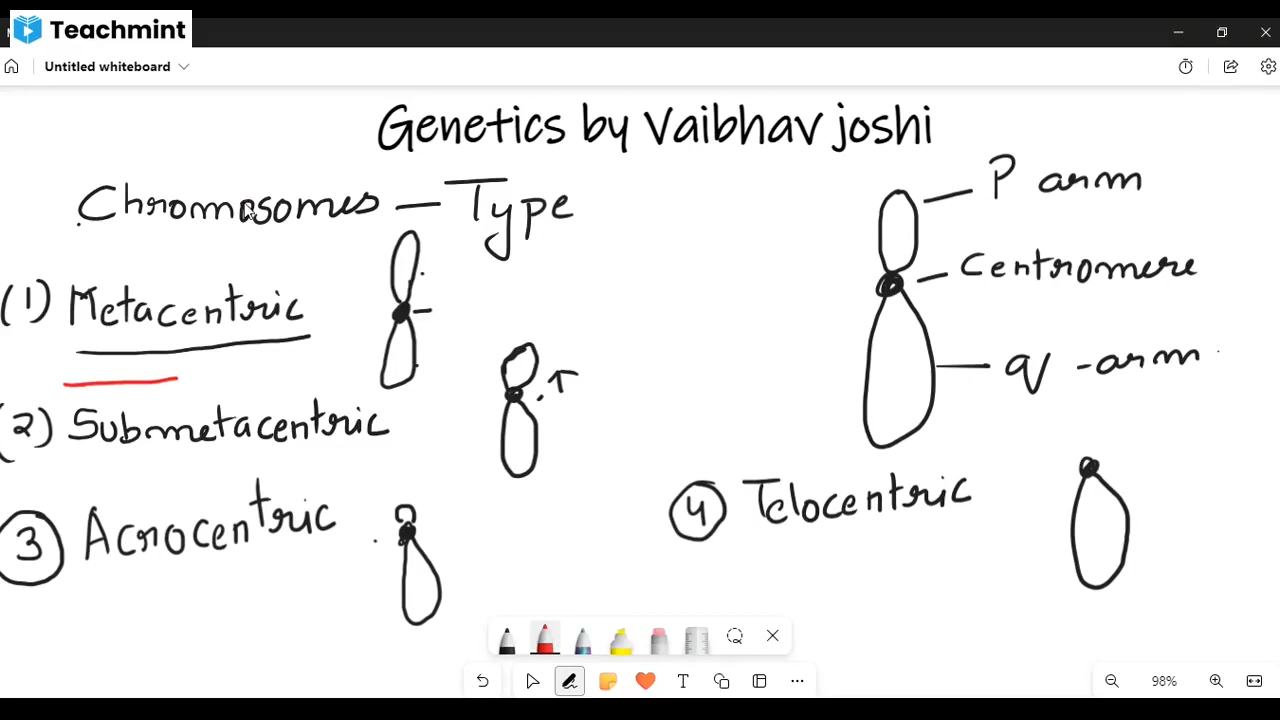 Teachmint
Untitled whiteboard
Genetics by Vaibhav joshi
Chromosomes — Type
P arm
Centromere
q -arm
(1) Metacentric
(2) Submetacentric
3 Acrocentric
4 Telocentric
98%